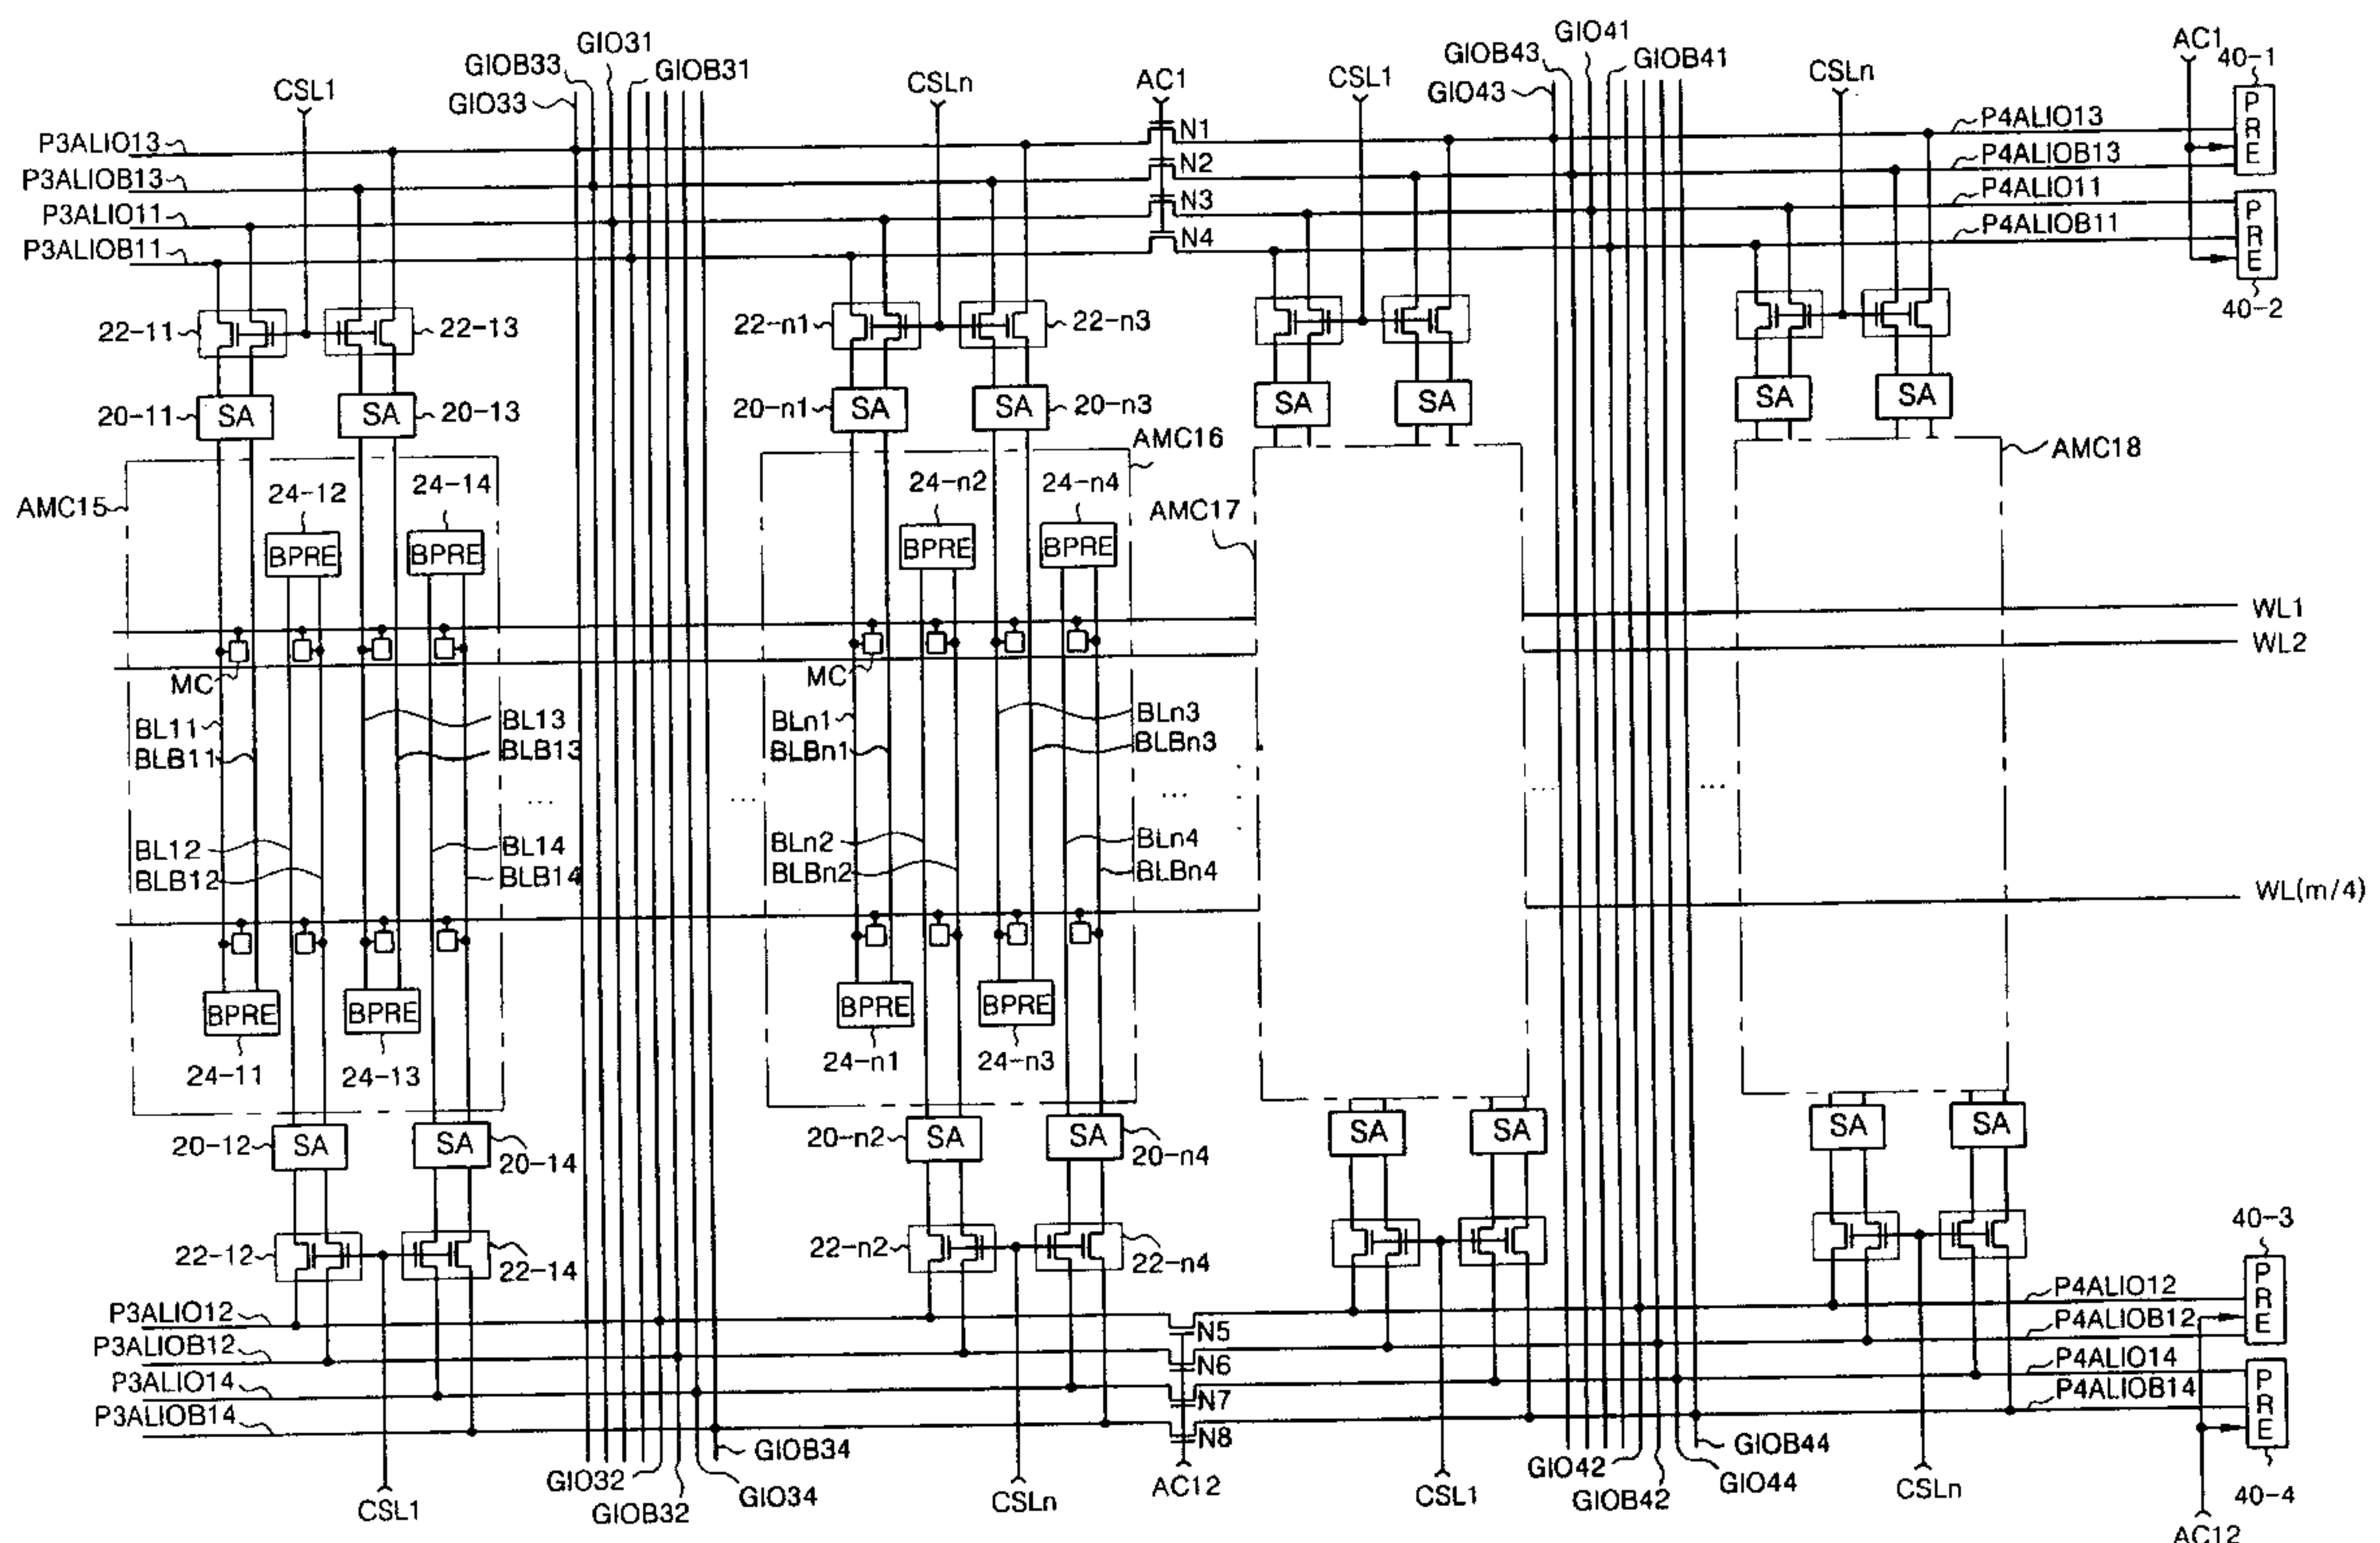 GIO31
GIOB33
GIOB31
GIO33
CSL1
CSLn
AC1
CSL1
GIO41
GIOB43
GIOB41
GIO43
CSLn
AC1
40-1
PRE
P3ALIO13
N1
P4ALIO13
P3ALIOB13
N2
P4ALIOB13
P3ALIO11
N3
P4ALIO11
P3ALIOB11
N4
P4ALIOB11
PRE
40-2
22-11
22-13
22-n1
22-n3
20-11
SA
SA
20-13
20-n1
SA
SA
20-n3
SA
SA
SA
SA
AMC15
AMC16
AMC17
AMC18
24-12
24-14
24-n2
24-n4
BPRE
BPRE
BPRE
BPRE
WL1
WL2
MC
MC
BL11
BL13
BLn1
BLn3
BLB11
BLB13
BLBn1
BLBn3
...
...
...
...
...
BL12
BL14
BLn2
BLn4
BLB12
BLB14
BLBn2
BLBn4
WL(m/4)
BPRE
BPRE
BPRE
BPRE
24-11
24-13
24-n1
24-n3
20-12
SA
SA
20-14
20-n2
SA
SA
20-n4
SA
SA
SA
SA
22-12
22-14
22-n2
22-n4
40-3
PRE
P3ALIO12
N5
P4ALIO12
P3ALIOB12
N6
P4ALIOB12
P3ALIO14
N7
P4ALIO14
P3ALIOB14
N8
P4ALIOB14
PRE
40-4
GIOB34
GIO32
GIO34
GIOB32
CSL1
CSLn
AC12
CSL1
GIOB44
GIO42
GIO44
GIOB42
CSLn
AC12